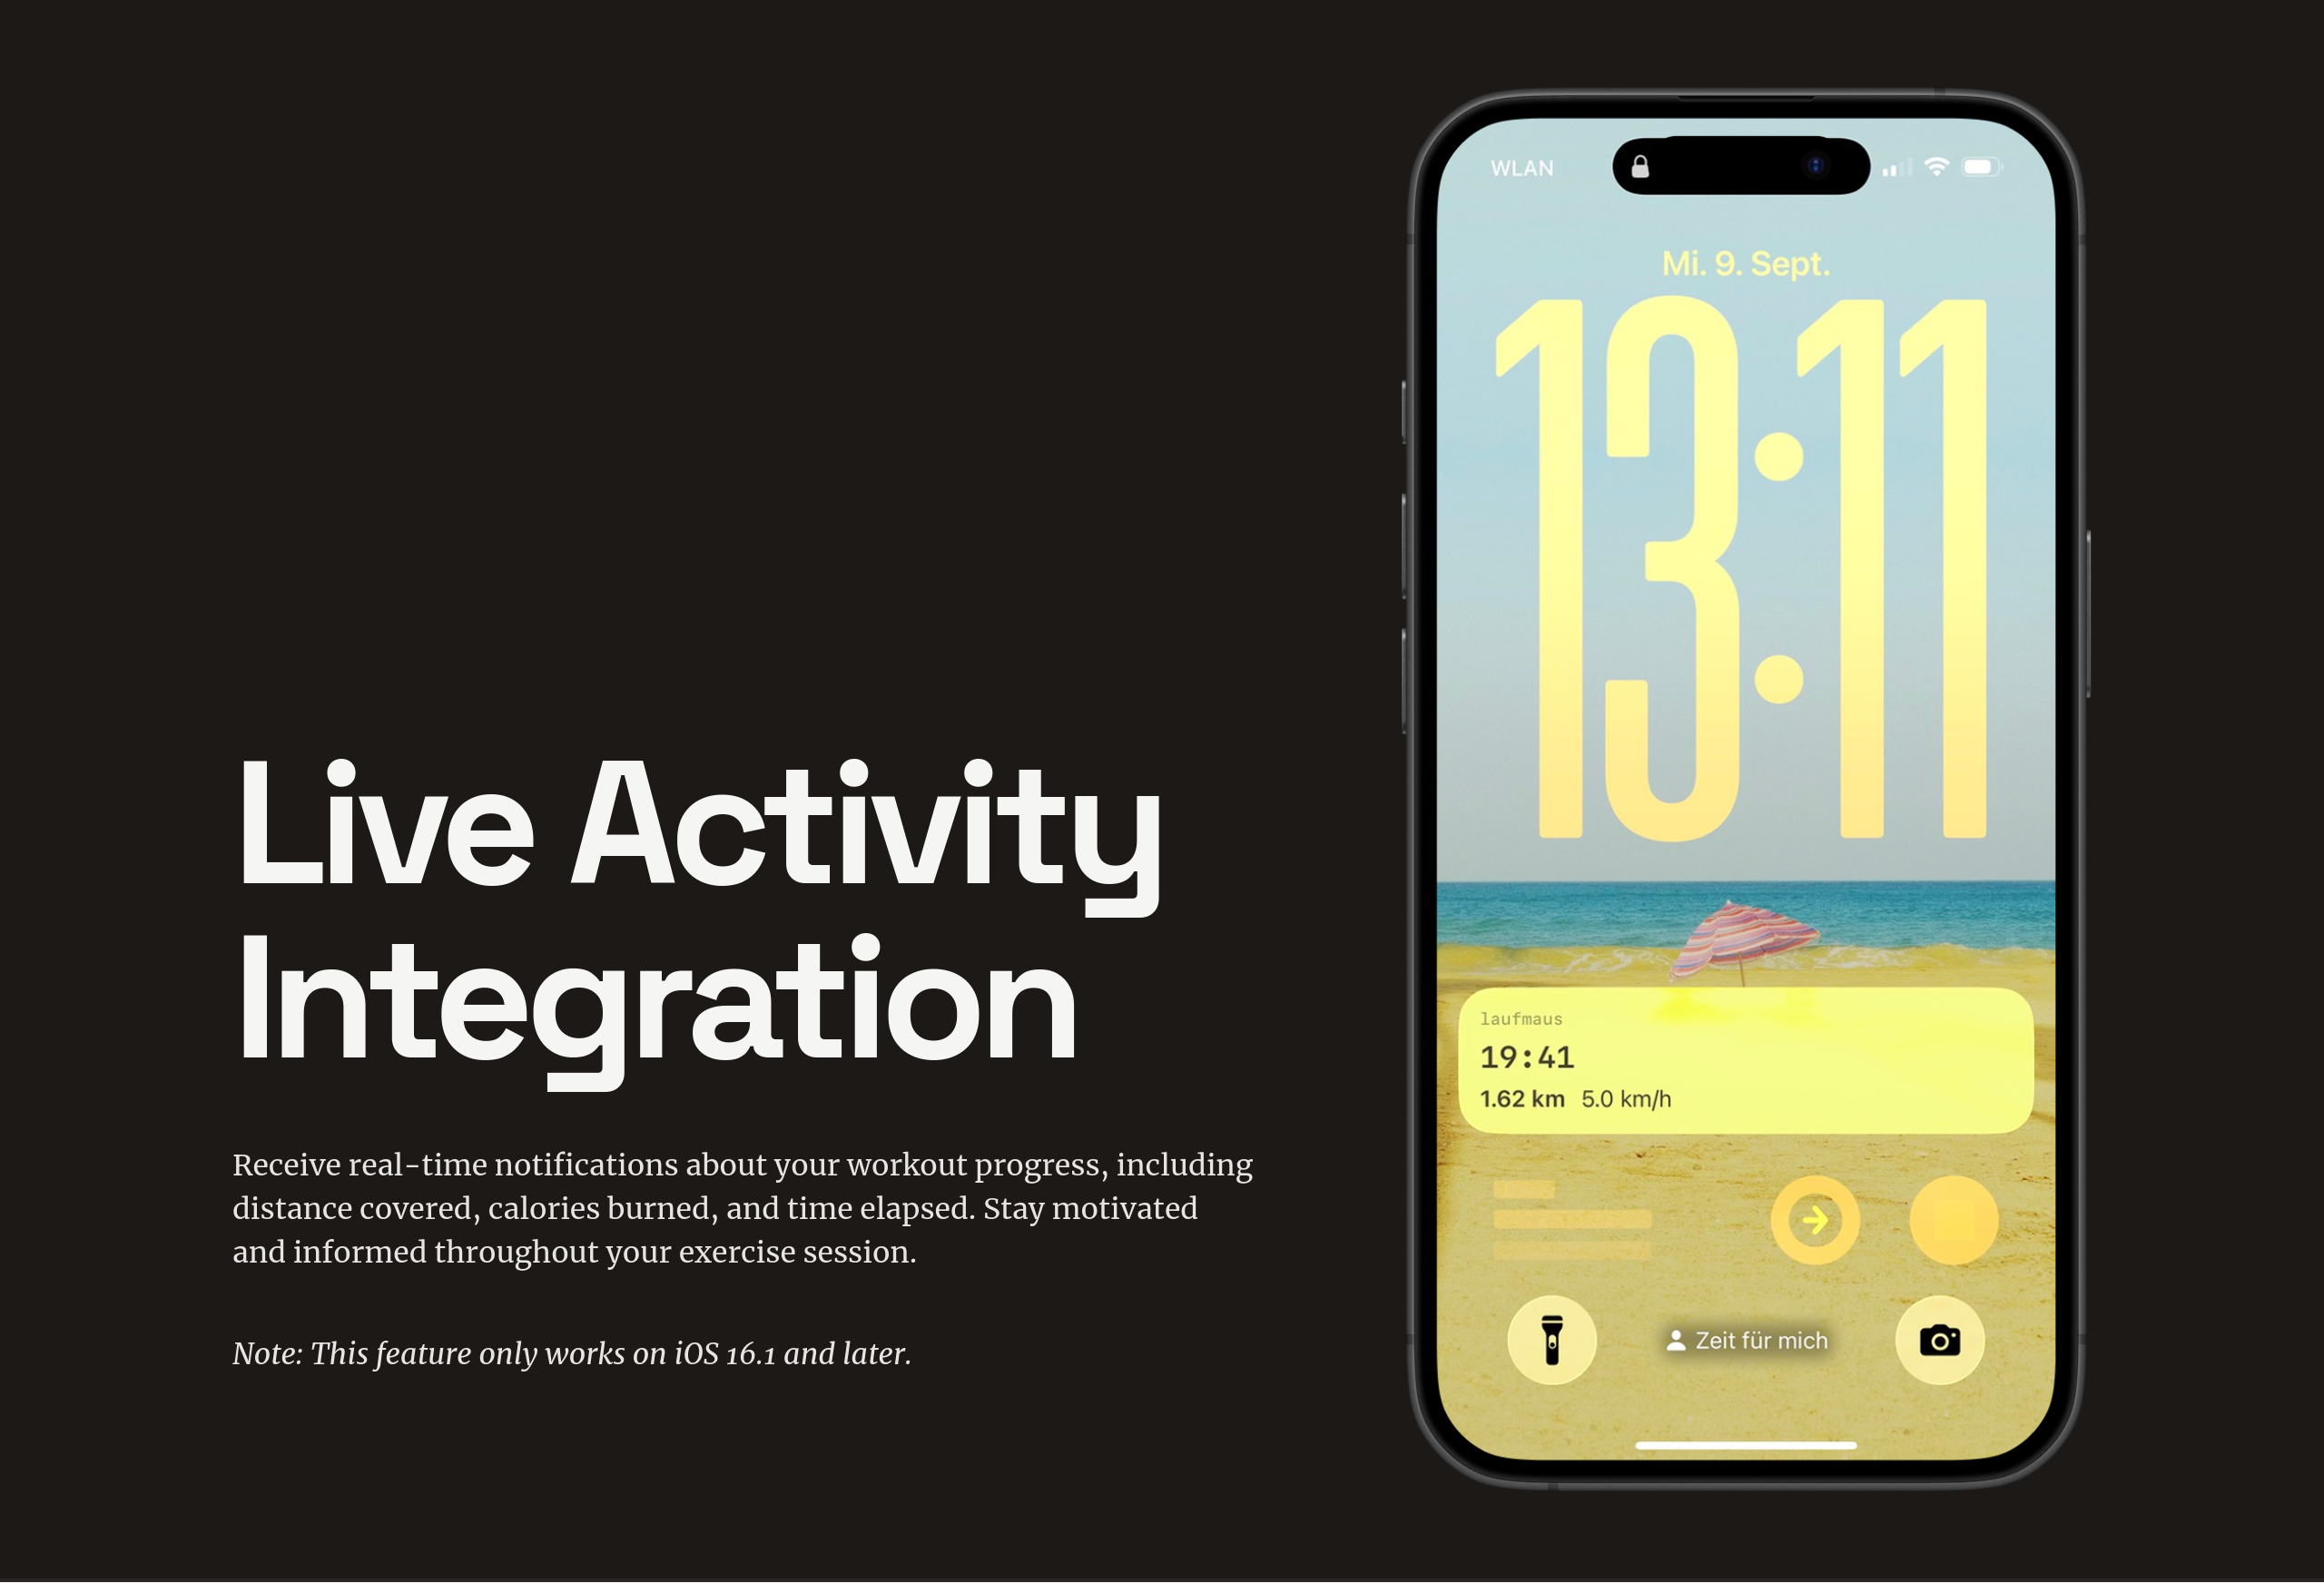 Live Activity
Integration
Receive real-time notifications about your workout progress, including
distance covered, calories burned, and time elapsed. Stay motivated
and informed throughout your exercise session.
Note: This feature only works on iOS 16.1 and later.
WLAN
Mi. 9. Sept.
13:11
laufmaus
19:41
1.62 km 5.0 km/h
Zeit für mich